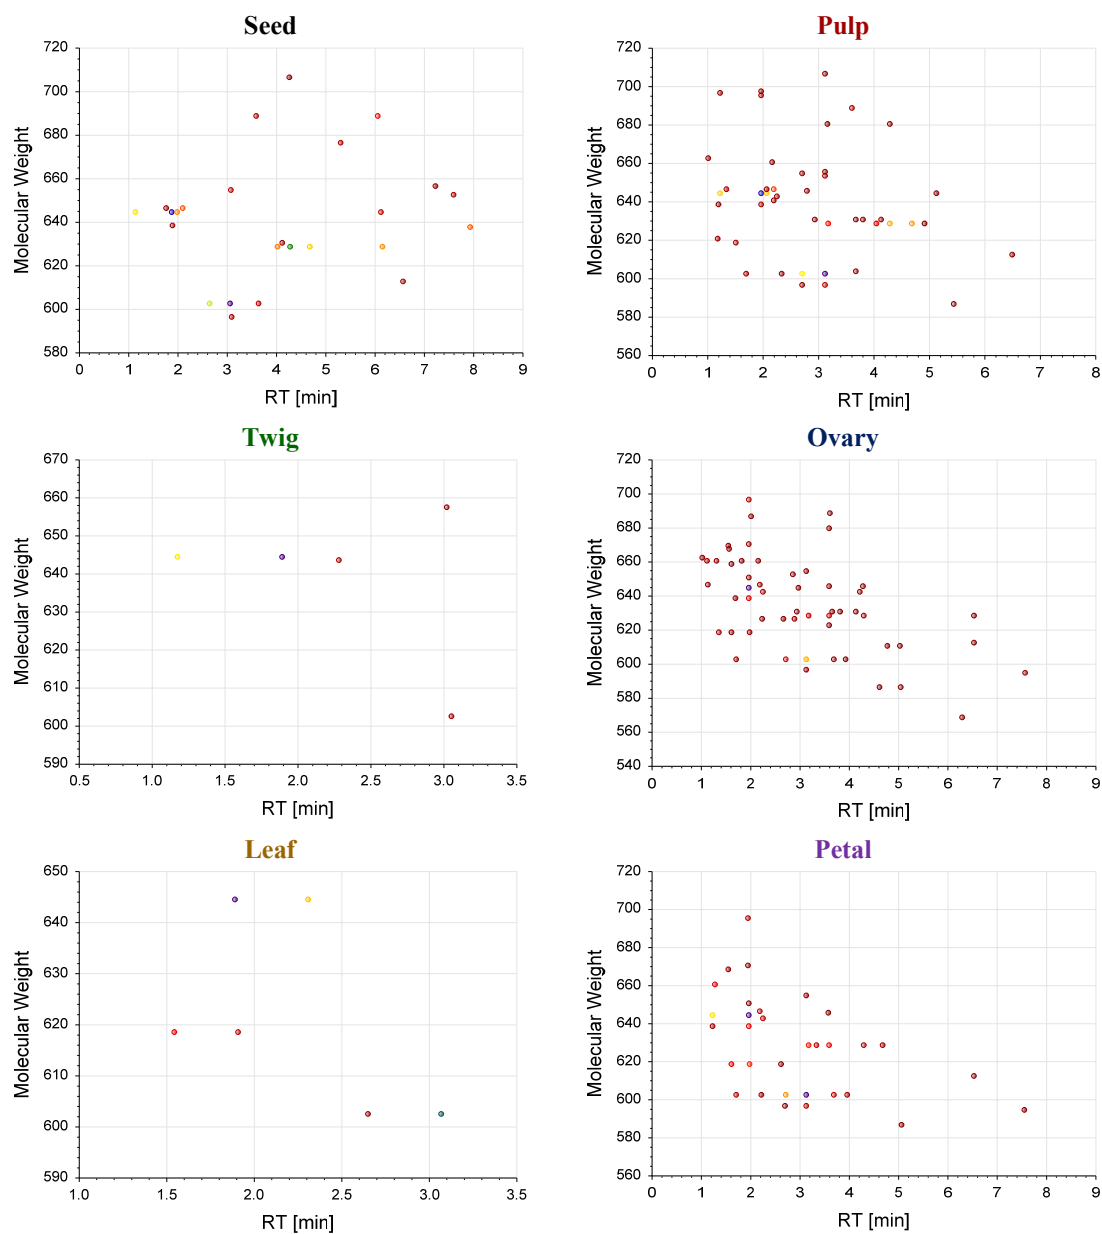 Seed
720
700
680
660
640
620
600
580
Molecular Weight
0 1 2 3 4 5 6 7 8 9
RT [min]
Pulp
720
700
680
660
640
620
600
580
560
Molecular Weight
0 1 2 3 4 5 6 7 8
RT [min]
Twig
670
660
650
640
630
620
610
600
590
Molecular Weight
0.5 1.0 1.5 2.0 2.5 3.0 3.5
RT [min]
Ovary
720
700
680
660
640
620
600
580
560
540
Molecular Weight
0 1 2 3 4 5 6 7 8 9
RT [min]
Leaf
650
640
630
620
610
600
590
Molecular Weight
1.0 1.5 2.0 2.5 3.0 3.5
RT [min]
Petal
720
700
680
660
640
620
600
580
560
Molecular Weight
0 1 2 3 4 5 6 7 8 9
RT [min]